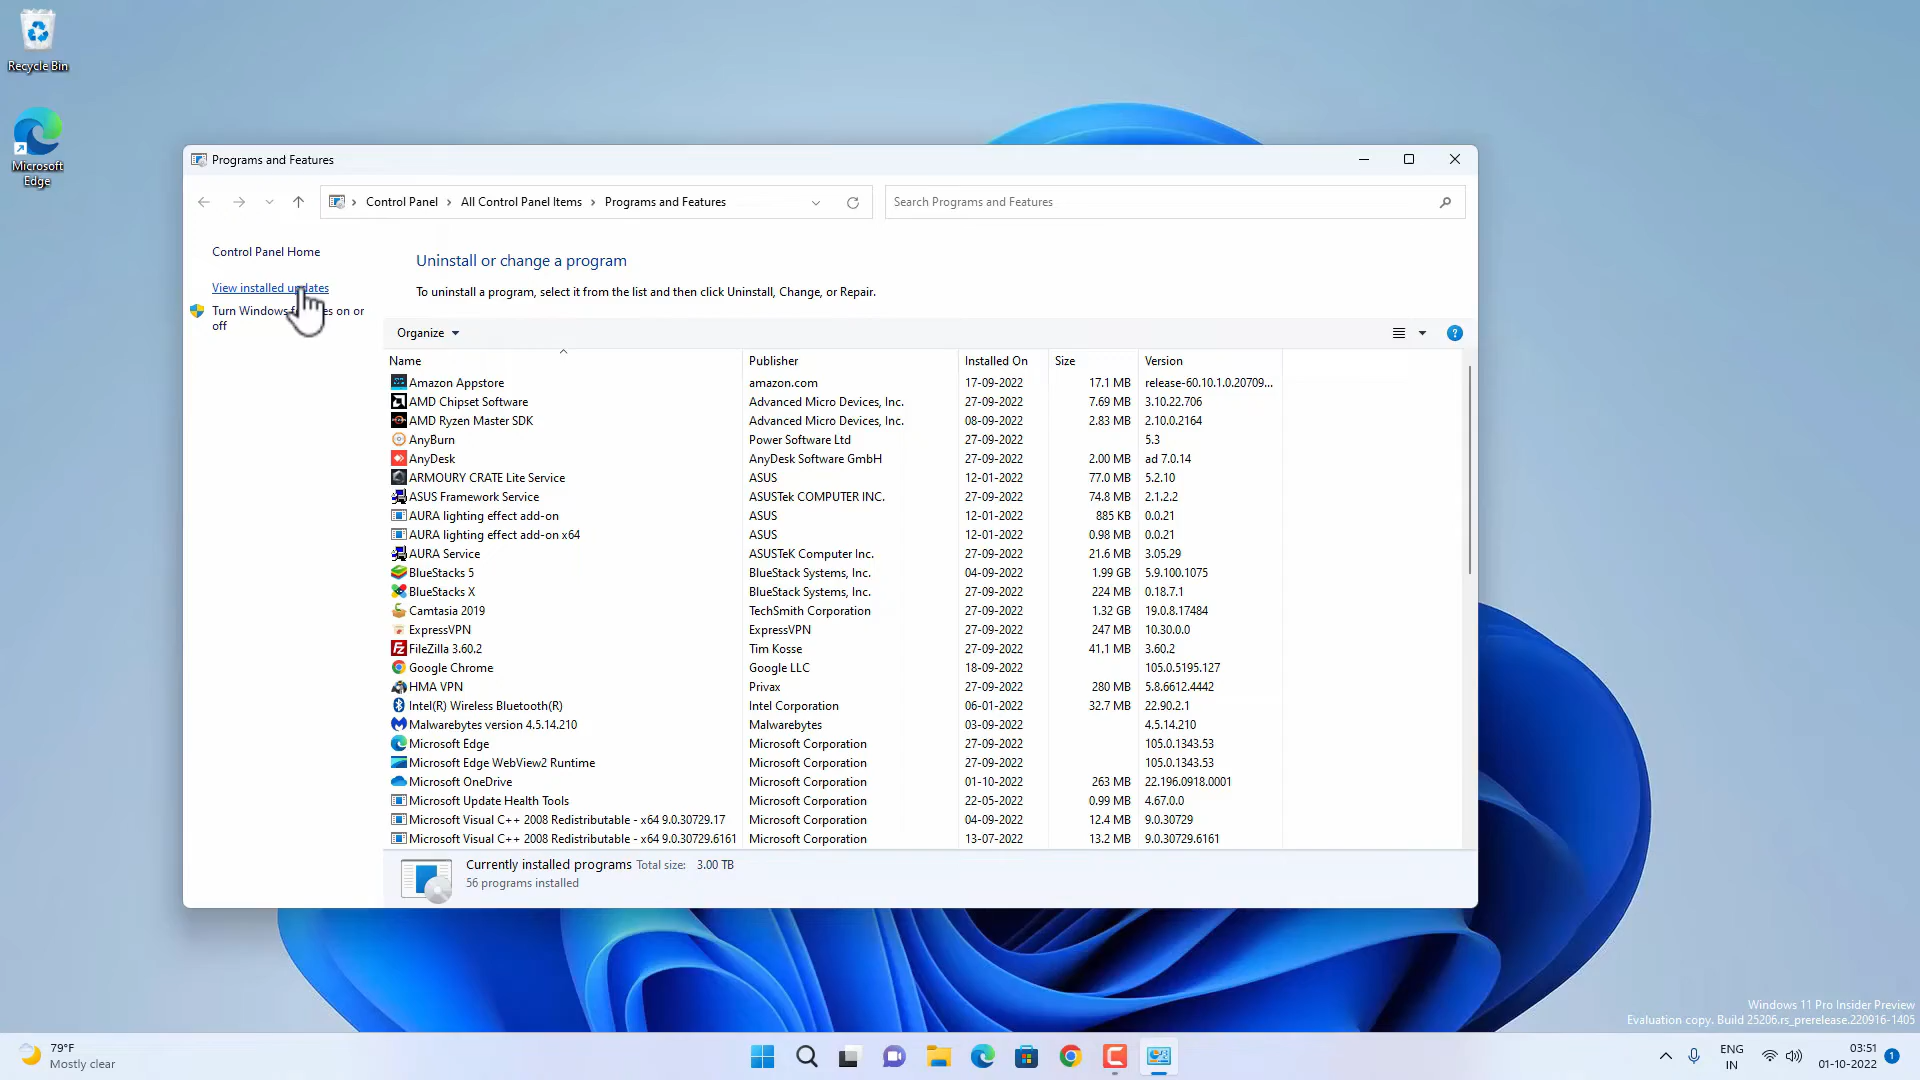 Recycle Bin
Microsoft
Edge
Programs and Features
Control Panel
All Control Panel Items
Programs and Features
Search Programs and Features
Control Panel Home
View installed updates
Turn Windows on or
off
Uninstall or change a program
To uninstall a program, select it from the list and then click Uninstall, Change, or Repair.
Organize
Name Publisher Installed On Size Version
Amazon Appstore amazon.com 17-09-2022 17.1 MB release-60.10.1.0.20709...
AMD Chipset Software Advanced Micro Devices, Inc. 27-09-2022 7.69 MB 3.10.22.706
AMD Ryzen Master SDK Advanced Micro Devices, Inc. 08-09-2022 2.83 MB 2.10.0.2164
AnyBurn Power Software Ltd 27-09-2022 5.3
AnyDesk AnyDesk Software GmbH 27-09-2022 2.00 MB ad 7.0.14
ARMOURY CRATE Lite Service ASUS 12-01-2022 77.0 MB 5.2.10
ASUS Framework Service ASUSTek COMPUTER INC. 27-09-2022 74.8 MB 2.1.2.2
AURA lighting effect add-on ASUS 12-01-2022 885 KB 0.0.21
AURA lighting effect add-on x64 ASUS 12-01-2022 0.98 MB 0.0.21
AURA Service ASUSTeK Computer Inc. 27-09-2022 21.6 MB 3.05.29
BlueStacks 5 BlueStack Systems, Inc. 04-09-2022 1.99 GB 5.9.100.1075
BlueStacks X BlueStack Systems, Inc. 27-09-2022 224 MB 0.18.7.1
Camtasia 2019 TechSmith Corporation 27-09-2022 1.32 GB 19.0.8.17484
ExpressVPN ExpressVPN 27-09-2022 247 MB 10.30.0.0
FileZilla 3.60.2 Tim Kosse 27-09-2022 41.1 MB 3.60.2
Google Chrome Google LLC 18-09-2022 105.0.5195.127
HMA VPN Privax 27-09-2022 280 MB 5.8.6612.4442
Intel(R) Wireless Bluetooth(R) Intel Corporation 06-01-2022 32.7 MB 22.90.2.1
Malwarebytes version 4.5.14.210 Malwarebytes 03-09-2022 4.5.14.210
Microsoft Edge Microsoft Corporation 27-09-2022 105.0.1343.53
Microsoft Edge WebView2 Runtime Microsoft Corporation 27-09-2022 105.0.1343.53
Microsoft OneDrive Microsoft Corporation 01-10-2022 263 MB 22.196.0918.0001
Microsoft Update Health Tools Microsoft Corporation 22-05-2022 0.99 MB 4.67.0.0
Microsoft Visual C++ 2008 Redistributable - x64 9.0.30729.17 Microsoft Corporation 04-09-2022 12.4 MB 9.0.30729
Microsoft Visual C++ 2008 Redistributable - x64 9.0.30729.6161 Microsoft Corporation 13-07-2022 13.2 MB 9.0.30729.6161
Currently installed programs Total size: 3.00 TB
56 programs installed
Windows 11 Pro Insider Preview
Evaluation copy. Build 25206.rs_prerelease.220916-1405
79°F
Mostly clear
ENG
IN
03:51
01-10-2022
1